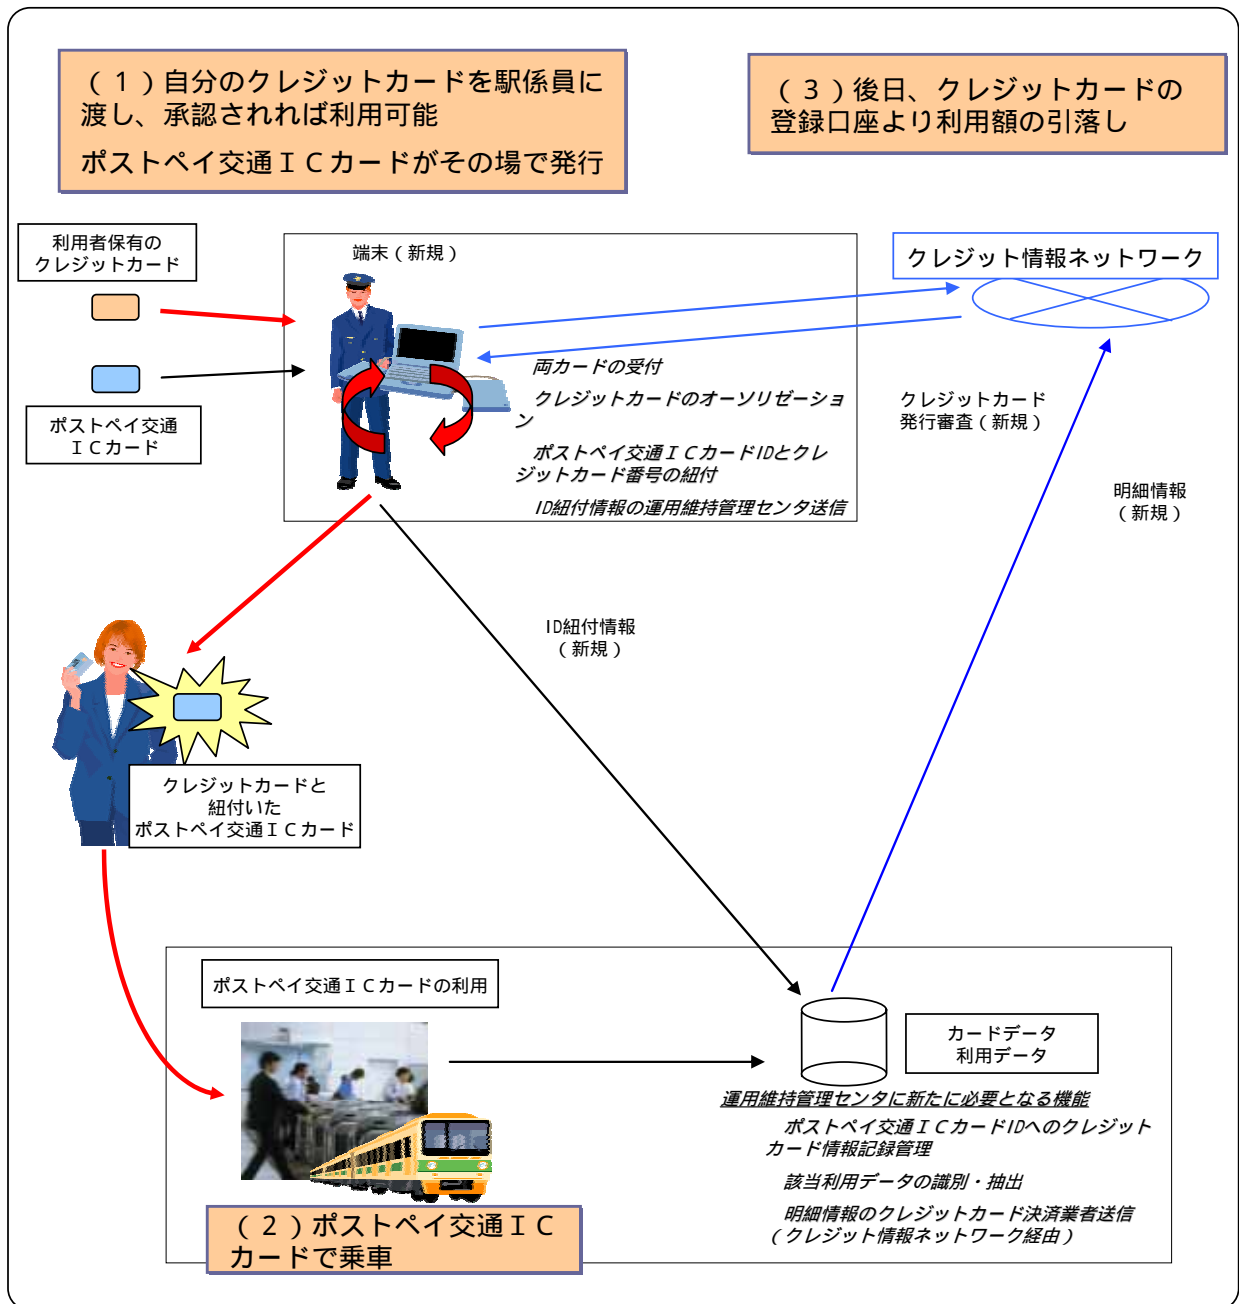 （１）自分のクレジットカードを駅係員に
渡し、承認されれば利用可能
ポストペイ交通ＩＣカードがその場で発行
（３）後日、クレジットカードの
登録口座より利用額の引落し
利用者保有の
クレジットカード
端末（新規）
クレジット情報ネットワーク
両カードの受付
クレジットカードのオーソリゼーショ
ン
ポストペイ交通ＩＣカードIDとクレ
ジットカード番号の紐付
ID紐付情報の運用維持管理センタ送信
ポストペイ交通
ＩＣカード
クレジットカード
発行審査（新規）
明細情報
（新規）
ID紐付情報
（新規）
クレジットカードと
紐付いた
ポストペイ交通ＩＣカード
ポストペイ交通ＩＣカードの利用
カードデータ
利用データ
運用維持管理センタに新たに必要となる機能
ポストペイ交通ＩＣカードIDへのクレジット
カード情報記録管理
該当利用データの識別・抽出
明細情報のクレジットカード決済業者送信
（クレジット情報ネットワーク経由）
（２）ポストペイ交通ＩＣ
カードで乗車